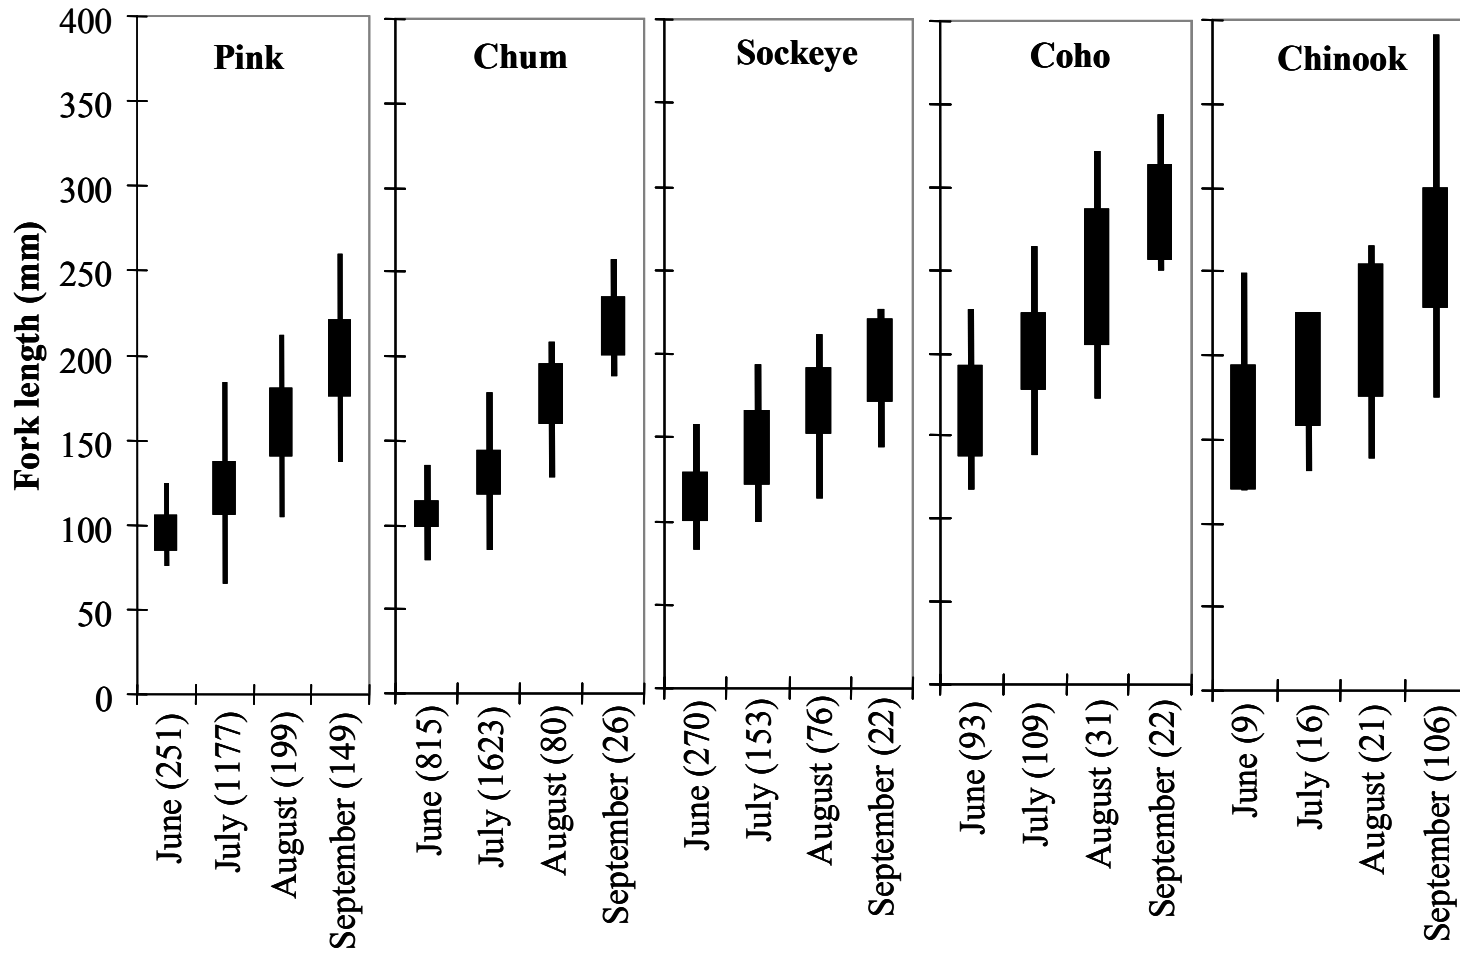 Fork length (mm)
400
350
300
250
200
150
100
50
0
Pink
June (251)
July (1177)
August (199)
September (149)
Chum
June (815)
July (1623)
August (80)
September (26)
Sockeye
June (270)
July (153)
August (76)
September (22)
Coho
June (93)
July (109)
August (31)
September (22)
Chinook
June (9)
July (16)
August (21)
September (106)